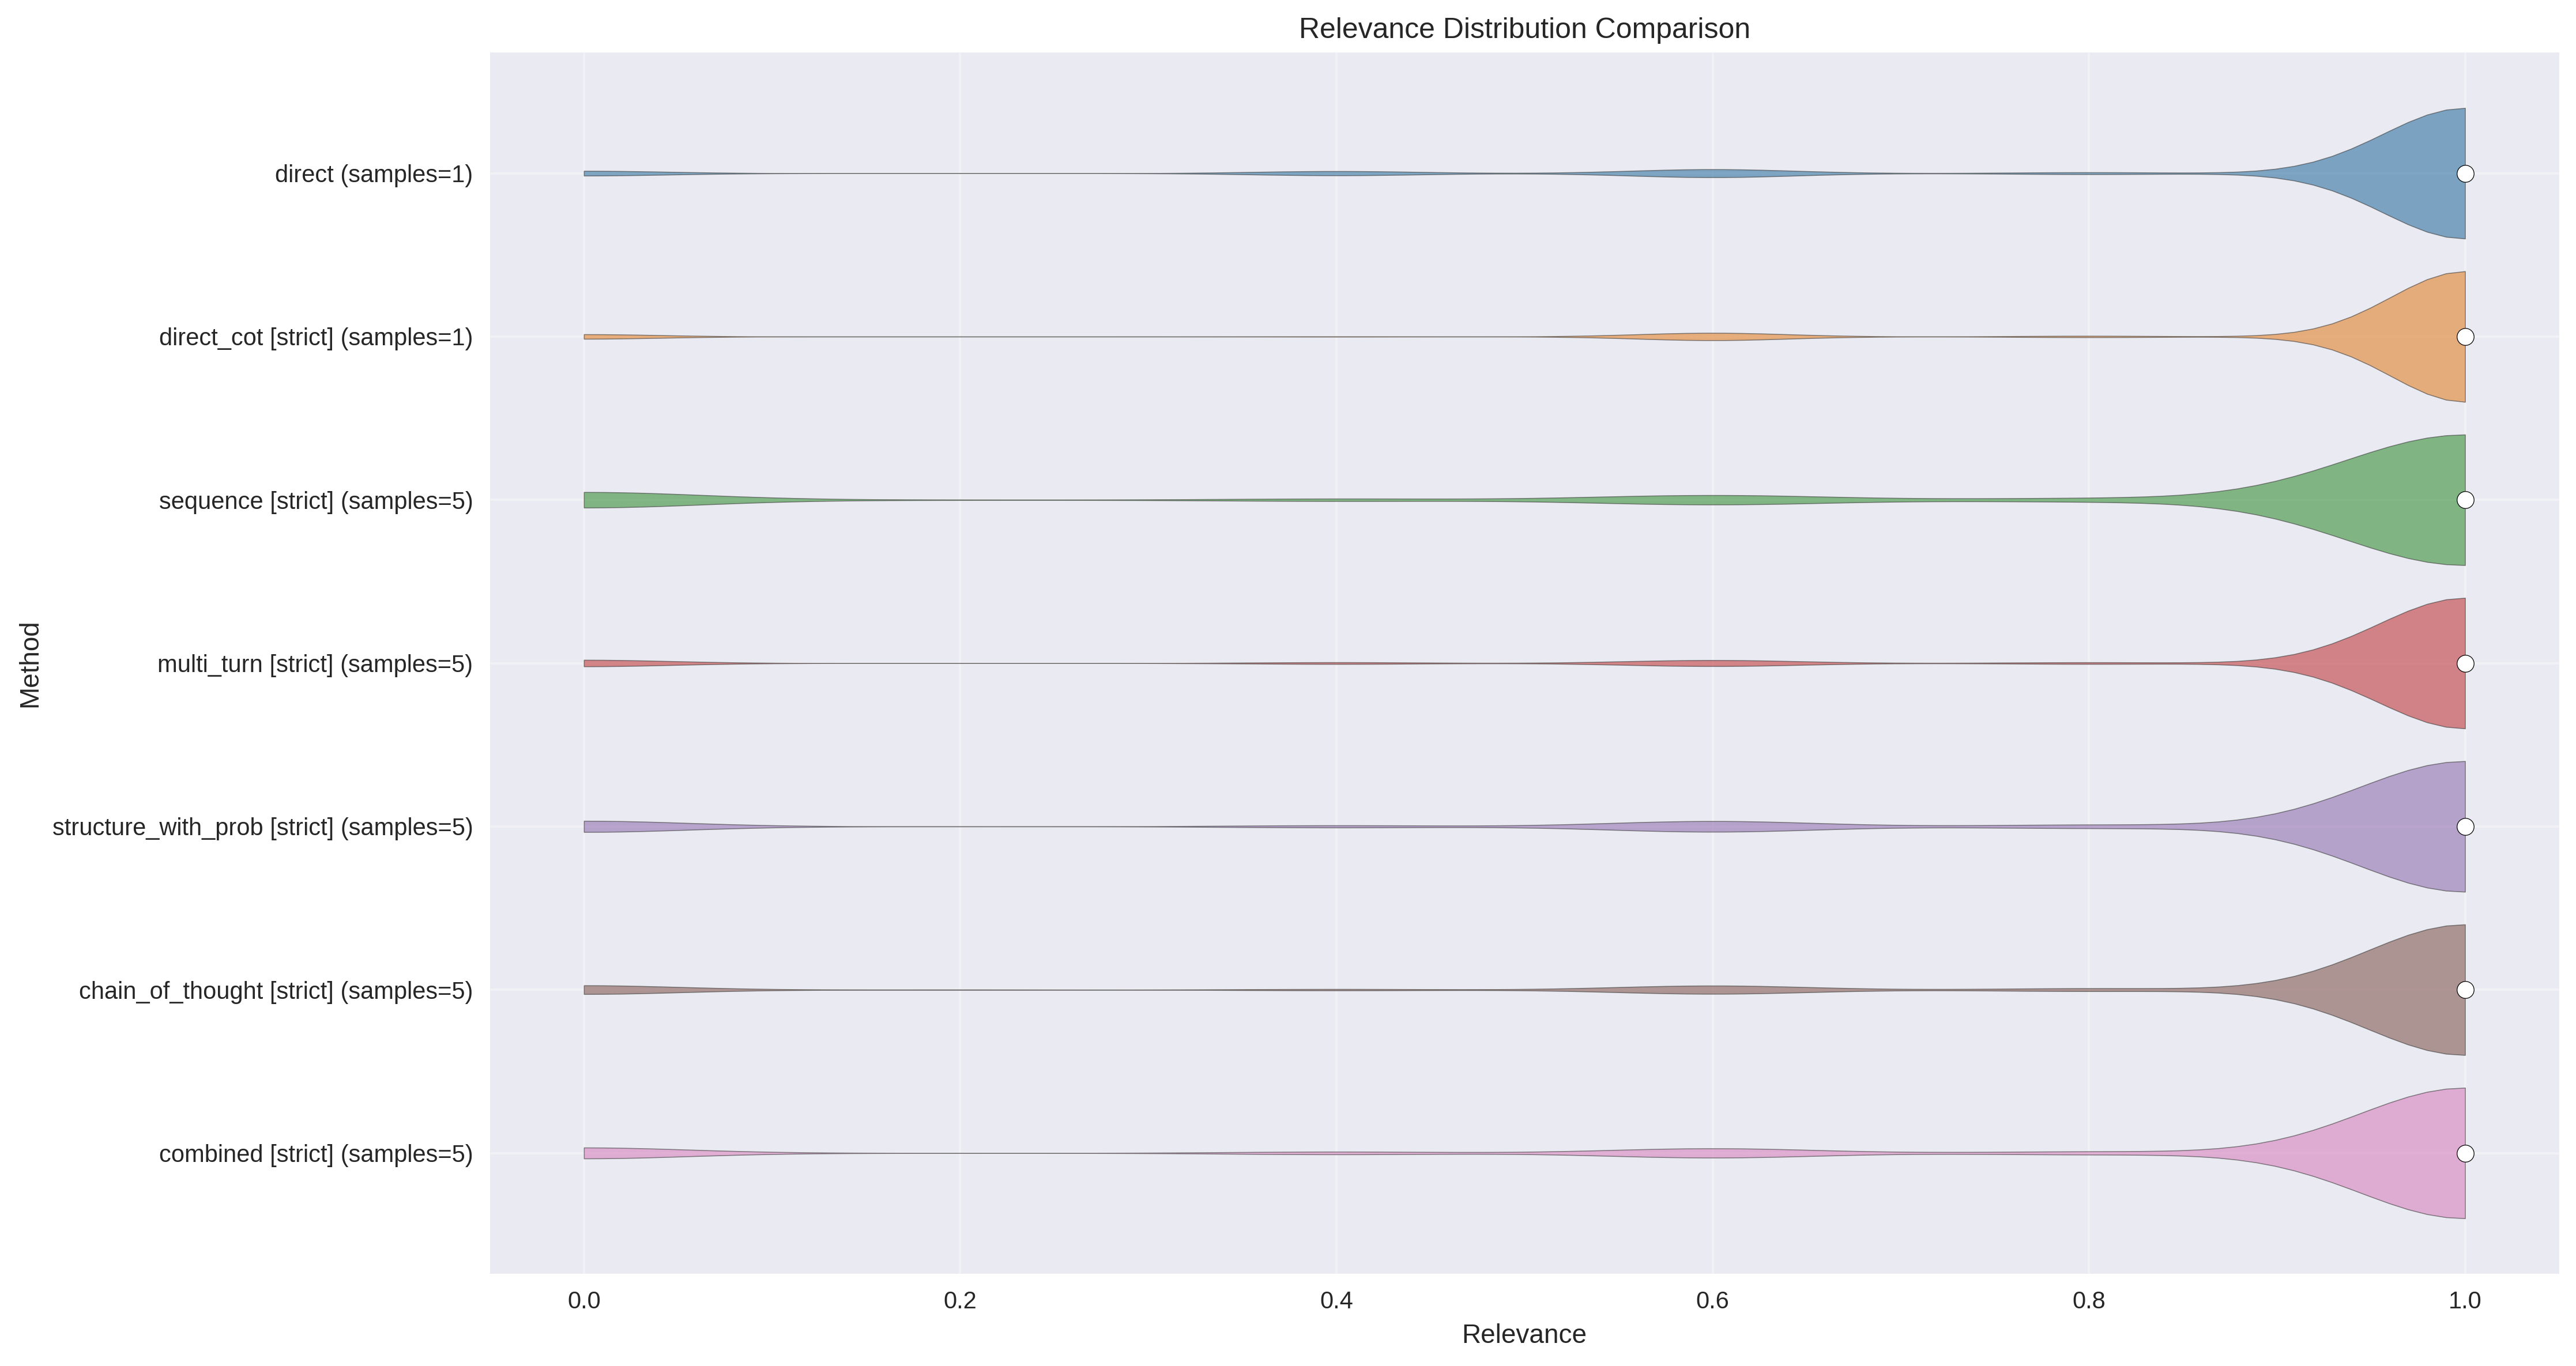 Relevance Distribution Comparison
direct (samples=1)
direct_cot [strict] (samples=1)
sequence [strict] (samples=5)
multi_turn [strict] (samples=5)
structure_with_prob [strict] (samples=5)
chain_of_thought [strict] (samples=5)
combined [strict] (samples=5)
Method
0.0 0.2 0.4 0.6 0.8 1.0
Relevance